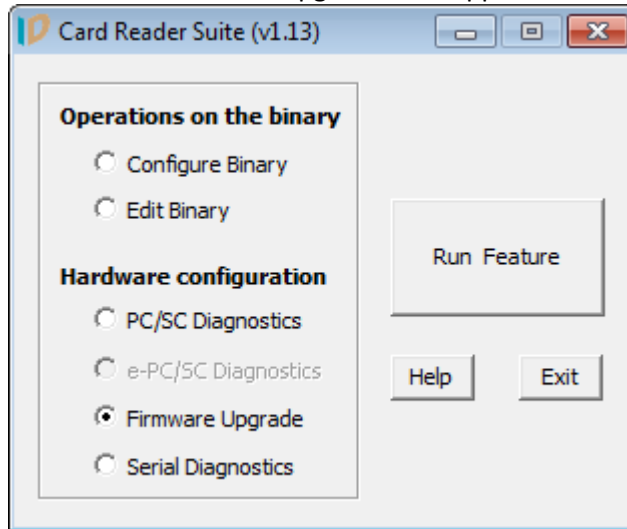 Card Reader Suite (v1.13)
Operations on the binary
Configure Binary
Edit Binary
Hardware configuration
PC/SC Diagnostics
e-PC/SC Diagnostics
Firmware Upgrade
Serial Diagnostics
Run Feature
Help
Exit